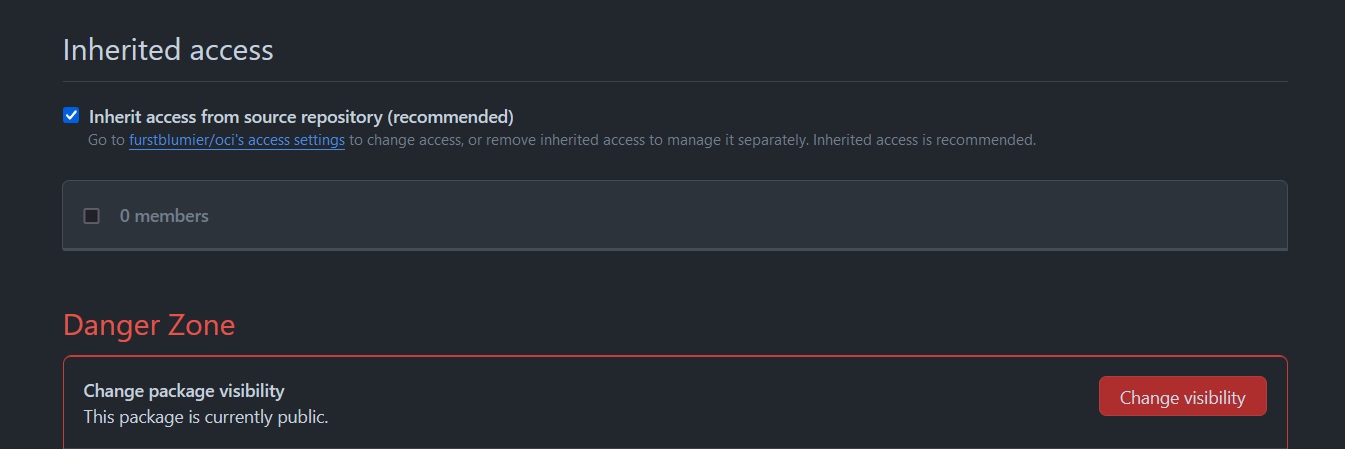 Inherited access
Inherit access from source repository (recommended)
Go to furstblumier/oci's access settings to change access, or remove inherited access to manage it separately. Inherited access is recommended.
0 members
Danger Zone
Change package visibility
This package is currently public.
Change visibility